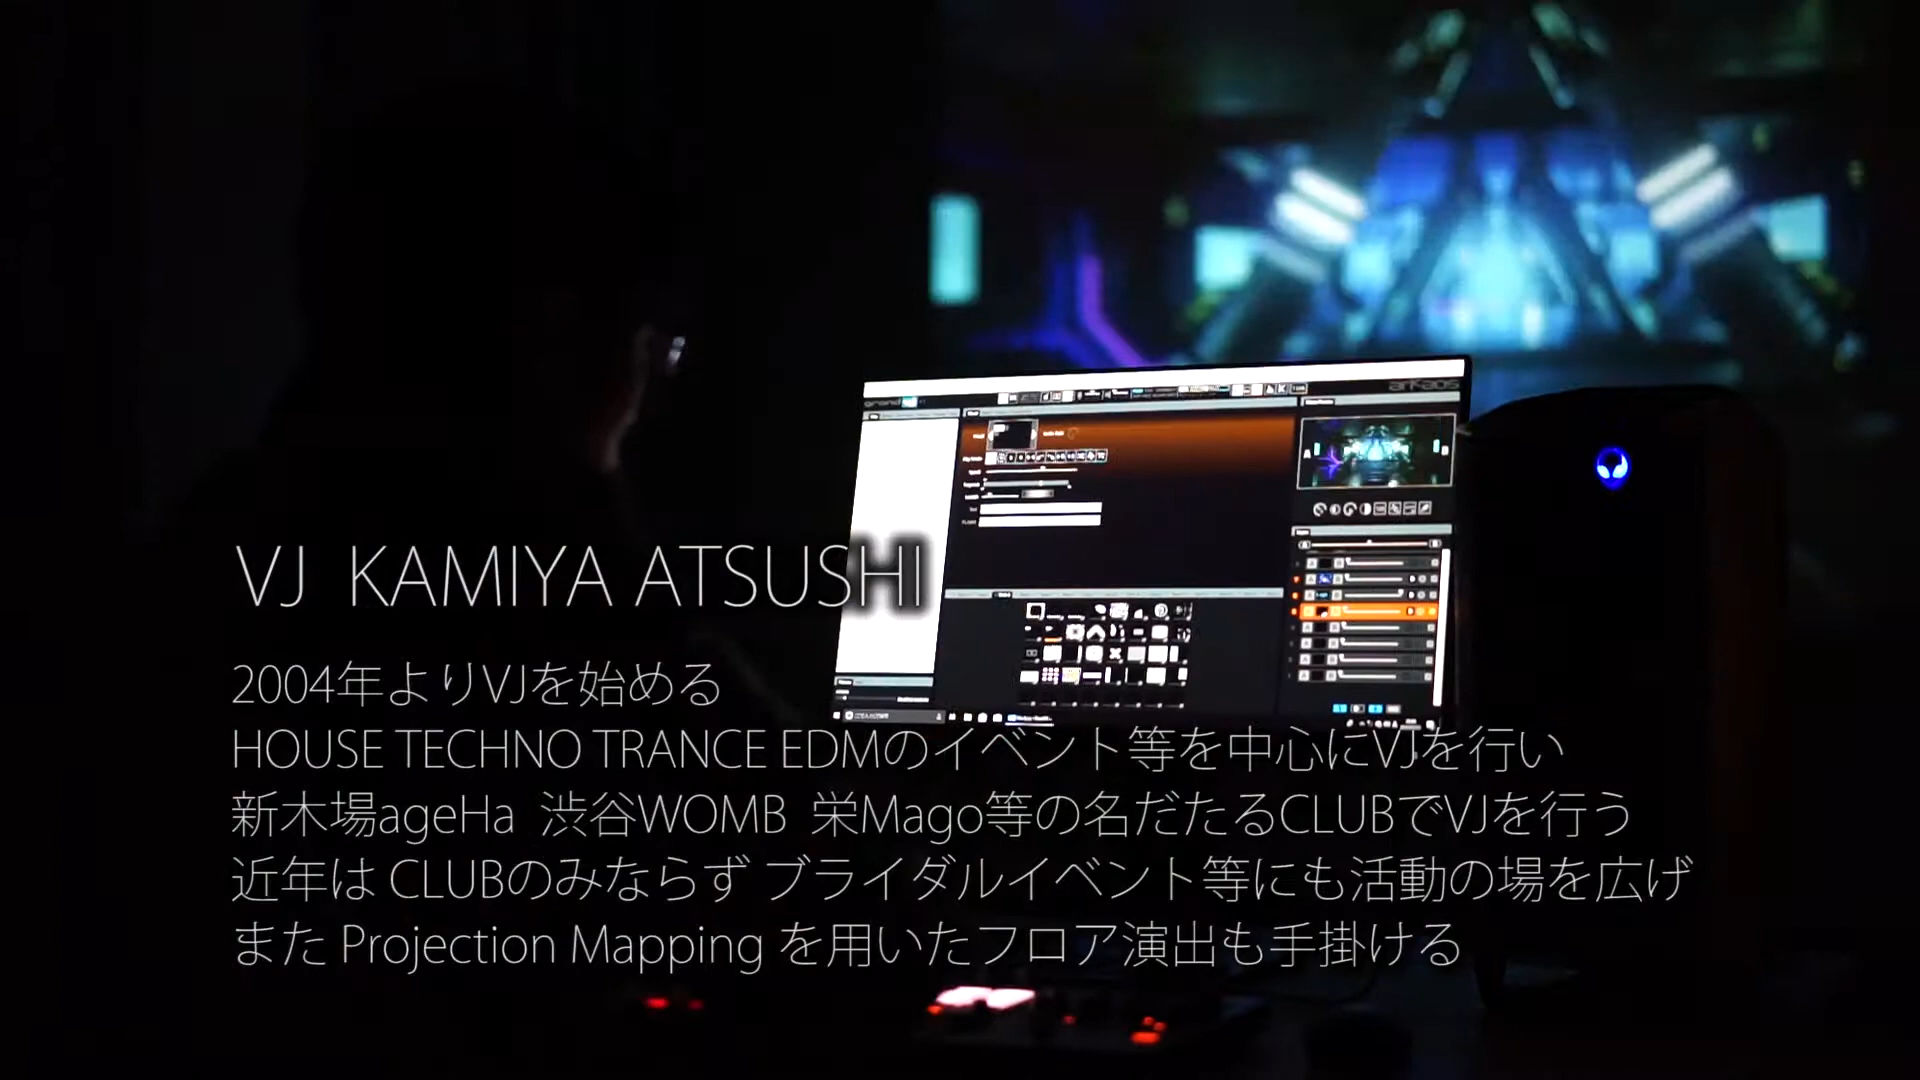 arkaos
grand
VJ KAMIYA ATSUSHI
2004年よりVJを始める
HOUSE TECHNO TRANCE EDMのイベント等を中心にVJを行い
新木場ageHa 渋谷WOMB 栄Mago等の名だたるCLUBでVJを行う
近年は CLUBのみならず ブライダルイベント等にも活動の場を広げ
また Projection Mapping を用いたフロア演出も手掛ける